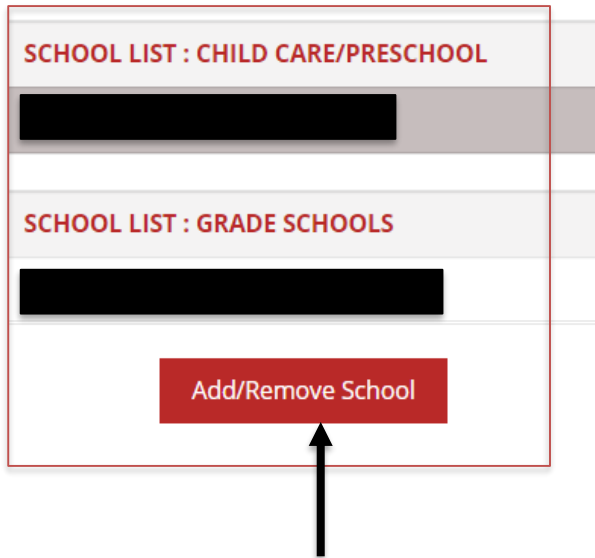 SCHOOL LIST : CHILD CARE/PRESCHOOL
SCHOOL LIST : GRADE SCHOOLS
Add/Remove School